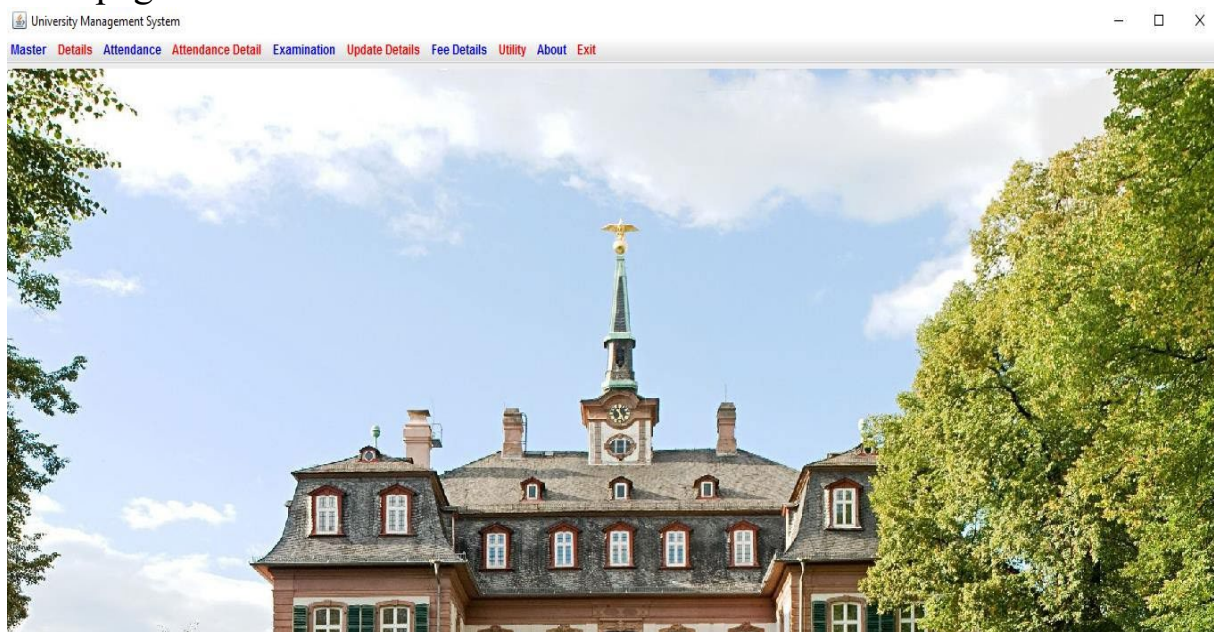 University Management System
Master Details Attendance Attendance Detail Examination Update Details Fee Details Utility About Exit